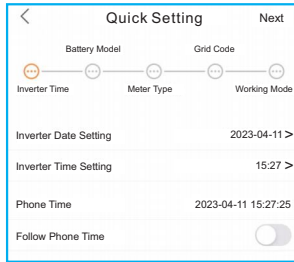 Quick Setting Next
Battery Model Grid Code
Inverter Time Meter Type Working Mode
Inverter Date Setting 2023-04-11 >
Inverter Time Setting 15:27 >
Phone Time 2023-04-11 15:27:25
Follow Phone Time